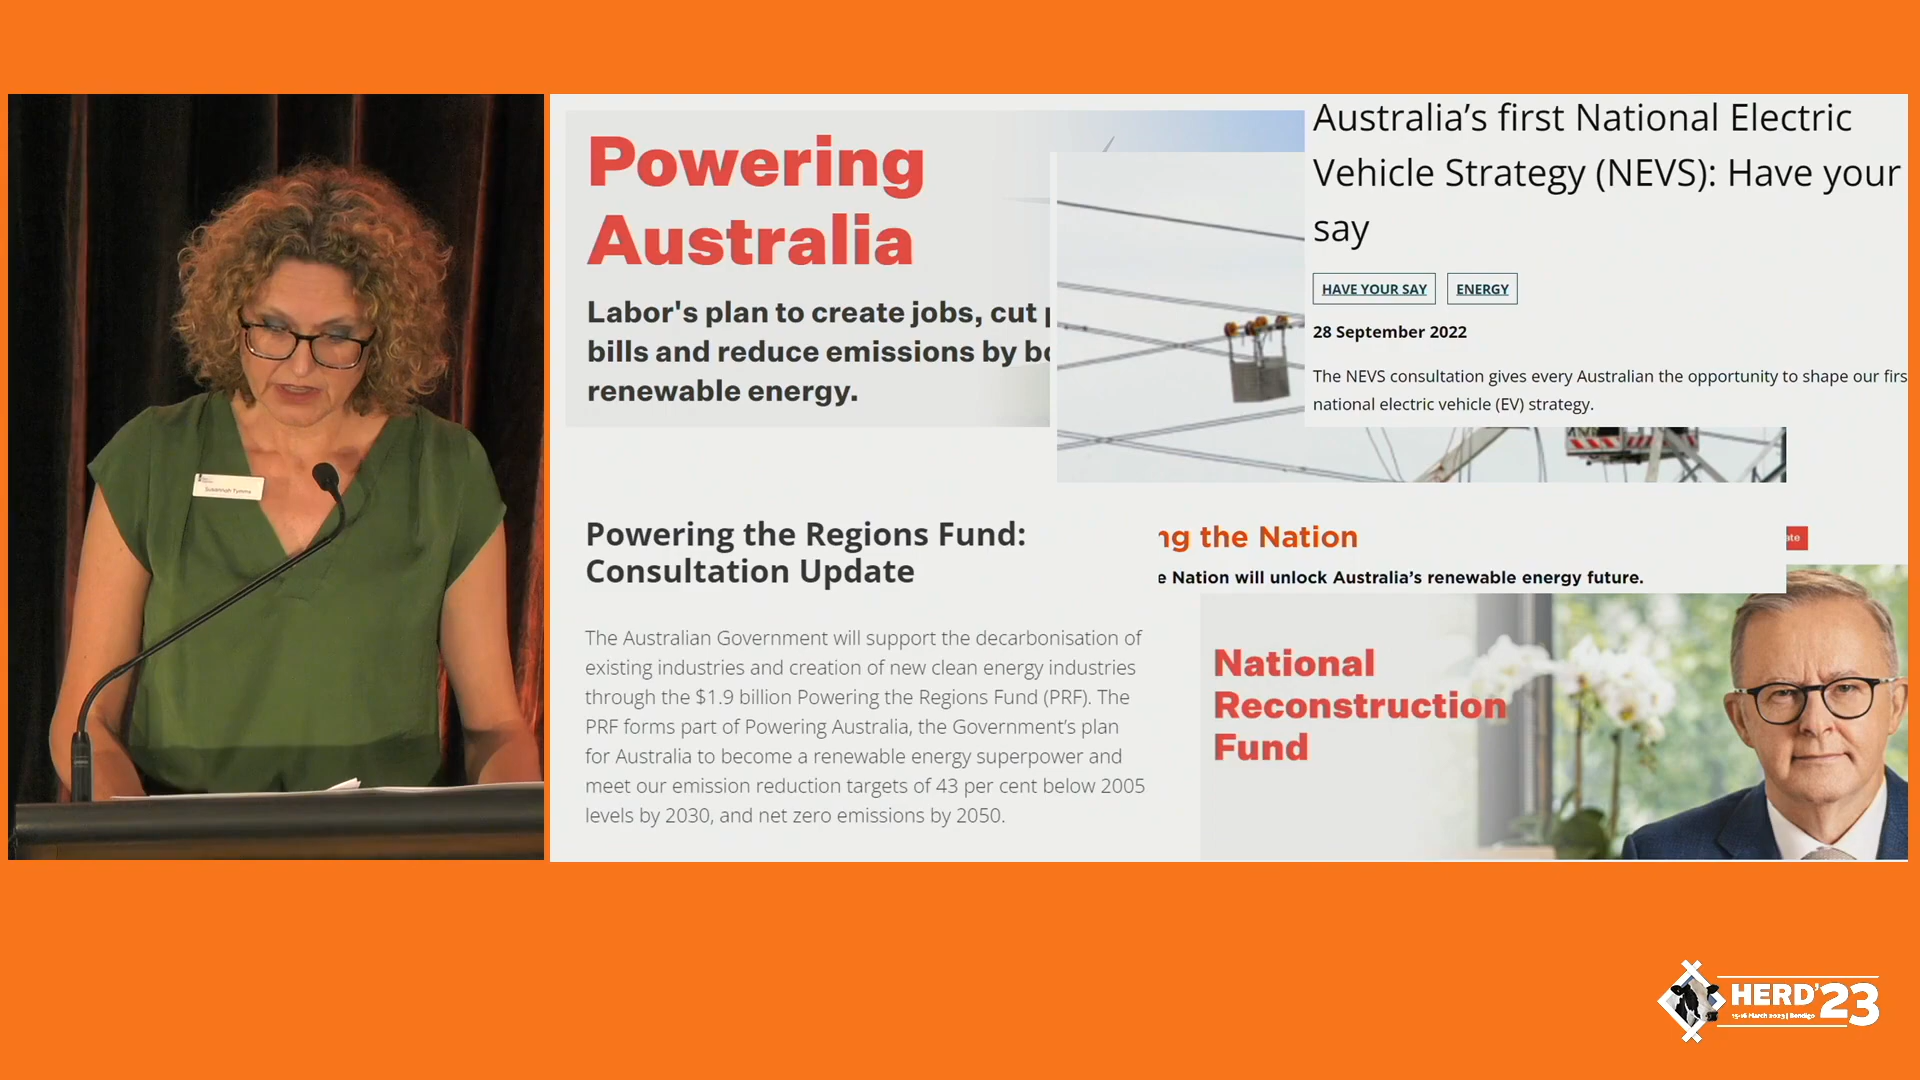 Powering
Australia
Labor's plan to create jobs, cut
bills and reduce emissions by
renewable energy.
Australia's first National Electric
Vehicle Strategy (NEVS): Have your
say
HAVE YOUR SAY
ENERGY
28 September 2022
The NEVS consultation gives every Australian the opportunity to shape our firs
national electric vehicle (EV) strategy.
Powering the Regions Fund:
Consultation Update
The Australian Government will support the decarbonisation of
existing industries and creation of new clean energy industries
through the $1.9 billion Powering the Regions Fund (PRF). The
PRF forms part of Powering Australia, the Government's plan
for Australia to become a renewable energy superpower and
meet our emission reduction targets of 43 per cent below 2005
levels by 2030, and net zero emissions by 2050.
ng the Nation
e Nation will unlock Australia's renewable energy future.
National
Reconstruction
Fund
Susannah Tymms
HERD'23
15-16 March 2023 | Bendigo